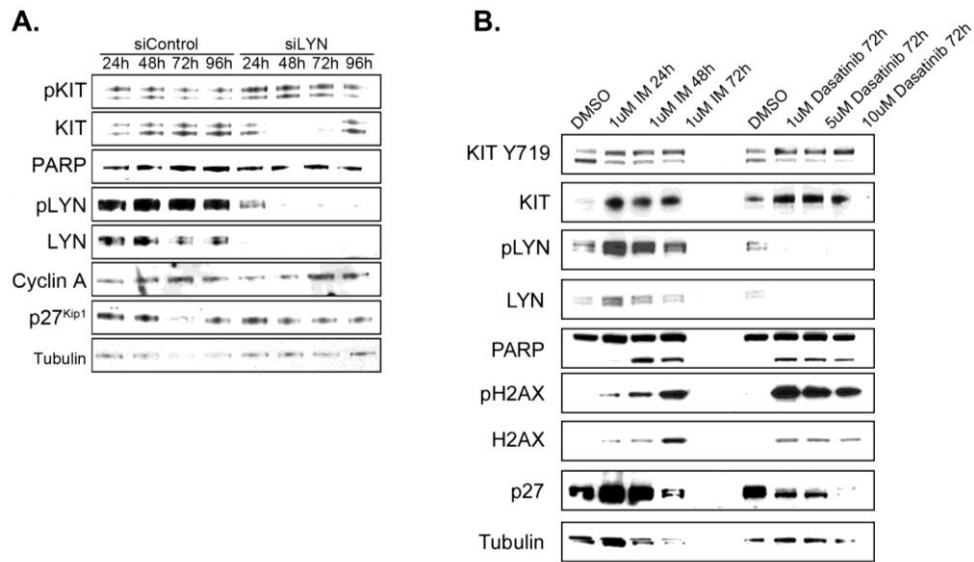 A.
siControl siLYN
24h 48h 72h 96h 24h 48h 72h 96h
pKIT
KIT
PARP
pLYN
LYN
Cyclin A
p27Kip1
Tubulin
B.
DMSO
1uM IM 24h
1uM IM 48h
1uM IM 72h
DMSO
1uM Dasatinib 72h
5uM Dasatinib 72h
10uM Dasatinib 72h
KIT Y719
KIT
pLYN
LYN
PARP
pH2AX
H2AX
p27
Tubulin